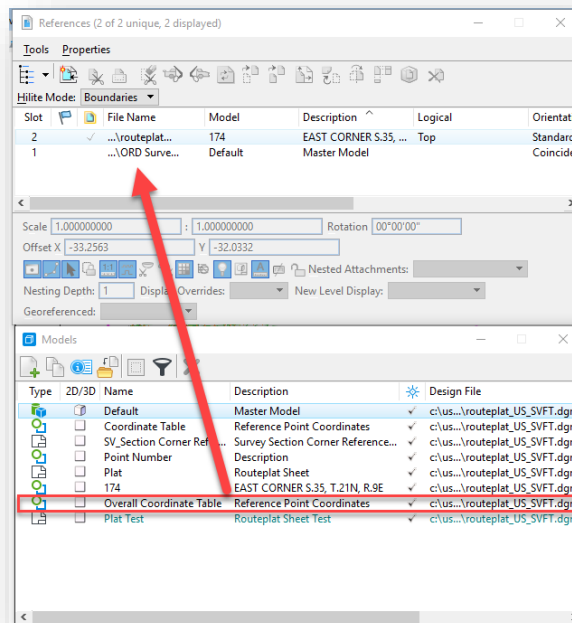 References (2 of 2 unique, 2 displayed)
Tools Properties
Hilite Mode: Boundaries
Slot File Name Model Description Logical Orientat
2 ...\routeplat... 174 EAST CORNER S.35, ... Top Standard
1 ...\ORD Surve... Default Master Model Coincide
Scale 1.000000000 : 1.000000000 Rotation 00°00'00"
Offset X -33.2563 Y -32.0332
Nested Attachments:
Nesting Depth: 1 Display Overrides: New Level Display:
Georeferenced:
Models
Type 2D/3D Name Description Design File
Default Master Model c:\us...\routeplat_US_SVFT.dgn
Coordinate Table Reference Point Coordinates c:\us...\routeplat_US_SVFT.dgn
SV_Section Corner Refe... Survey Section Corner Reference... c:\us...\routeplat_US_SVFT.dgn
Point Number Description c:\us...\routeplat_US_SVFT.dgn
Plat Routeplat Sheet c:\us...\routeplat_US_SVFT.dgn
174 EAST CORNER S.35, T.21N, R.9E c:\us...\routeplat_US_SVFT.dgn
Overall Coordinate Table Reference Point Coordinates c:\us...\routeplat_US_SVFT.dgn
Plat Test Routeplat Sheet Test c:\us...\routeplat_US_SVFT.dgn